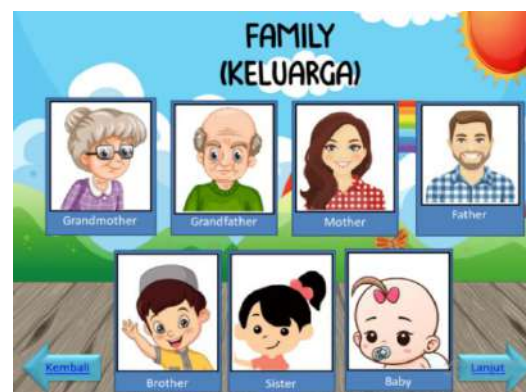 FAMILY
(KELUARGA)
Grandmother
Grandfather
Mother
Father
Brother
Sister
Baby
Kembali
Lanjut